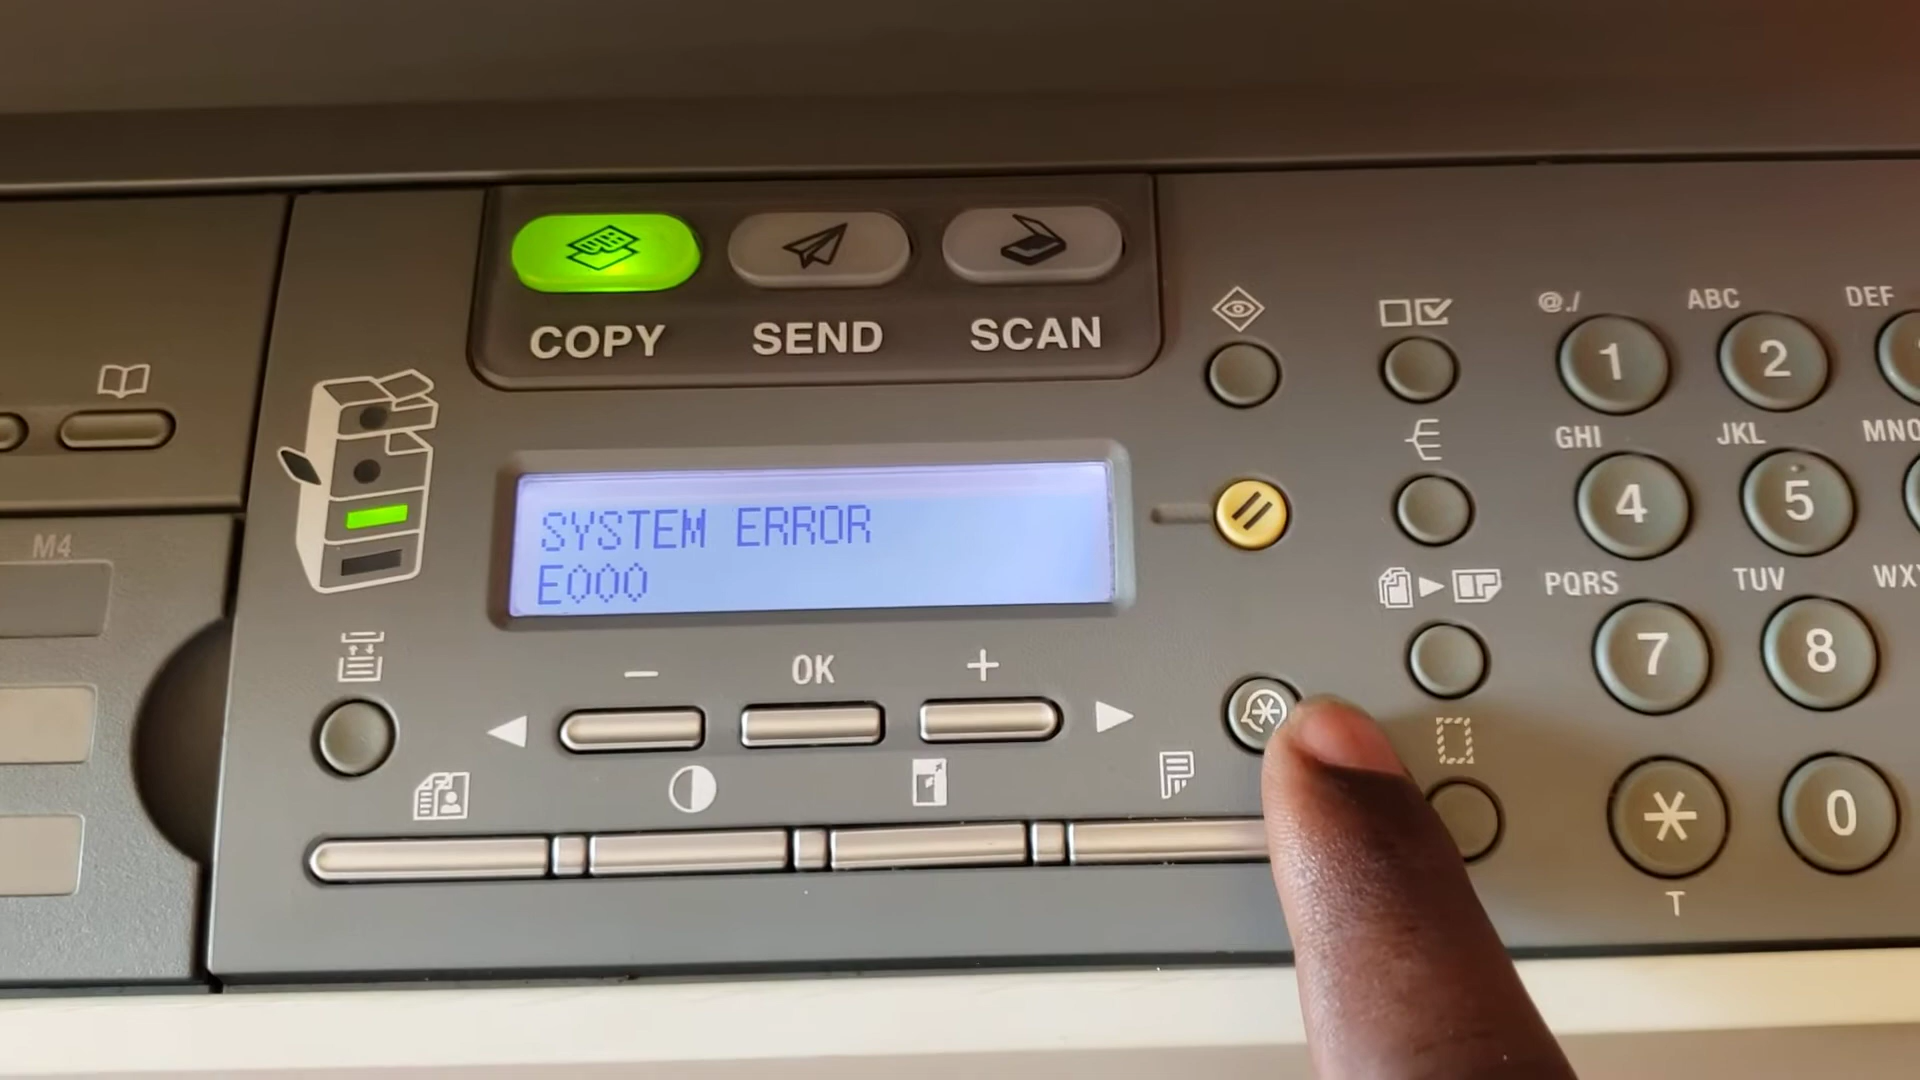 COPY SEND SCAN
SYSTEM ERROR
E000
M4
− OK +
@./ ABC DEF
1 2
GHI JKL MNO
4 5
PQRS TUV
7 8
* 0
T